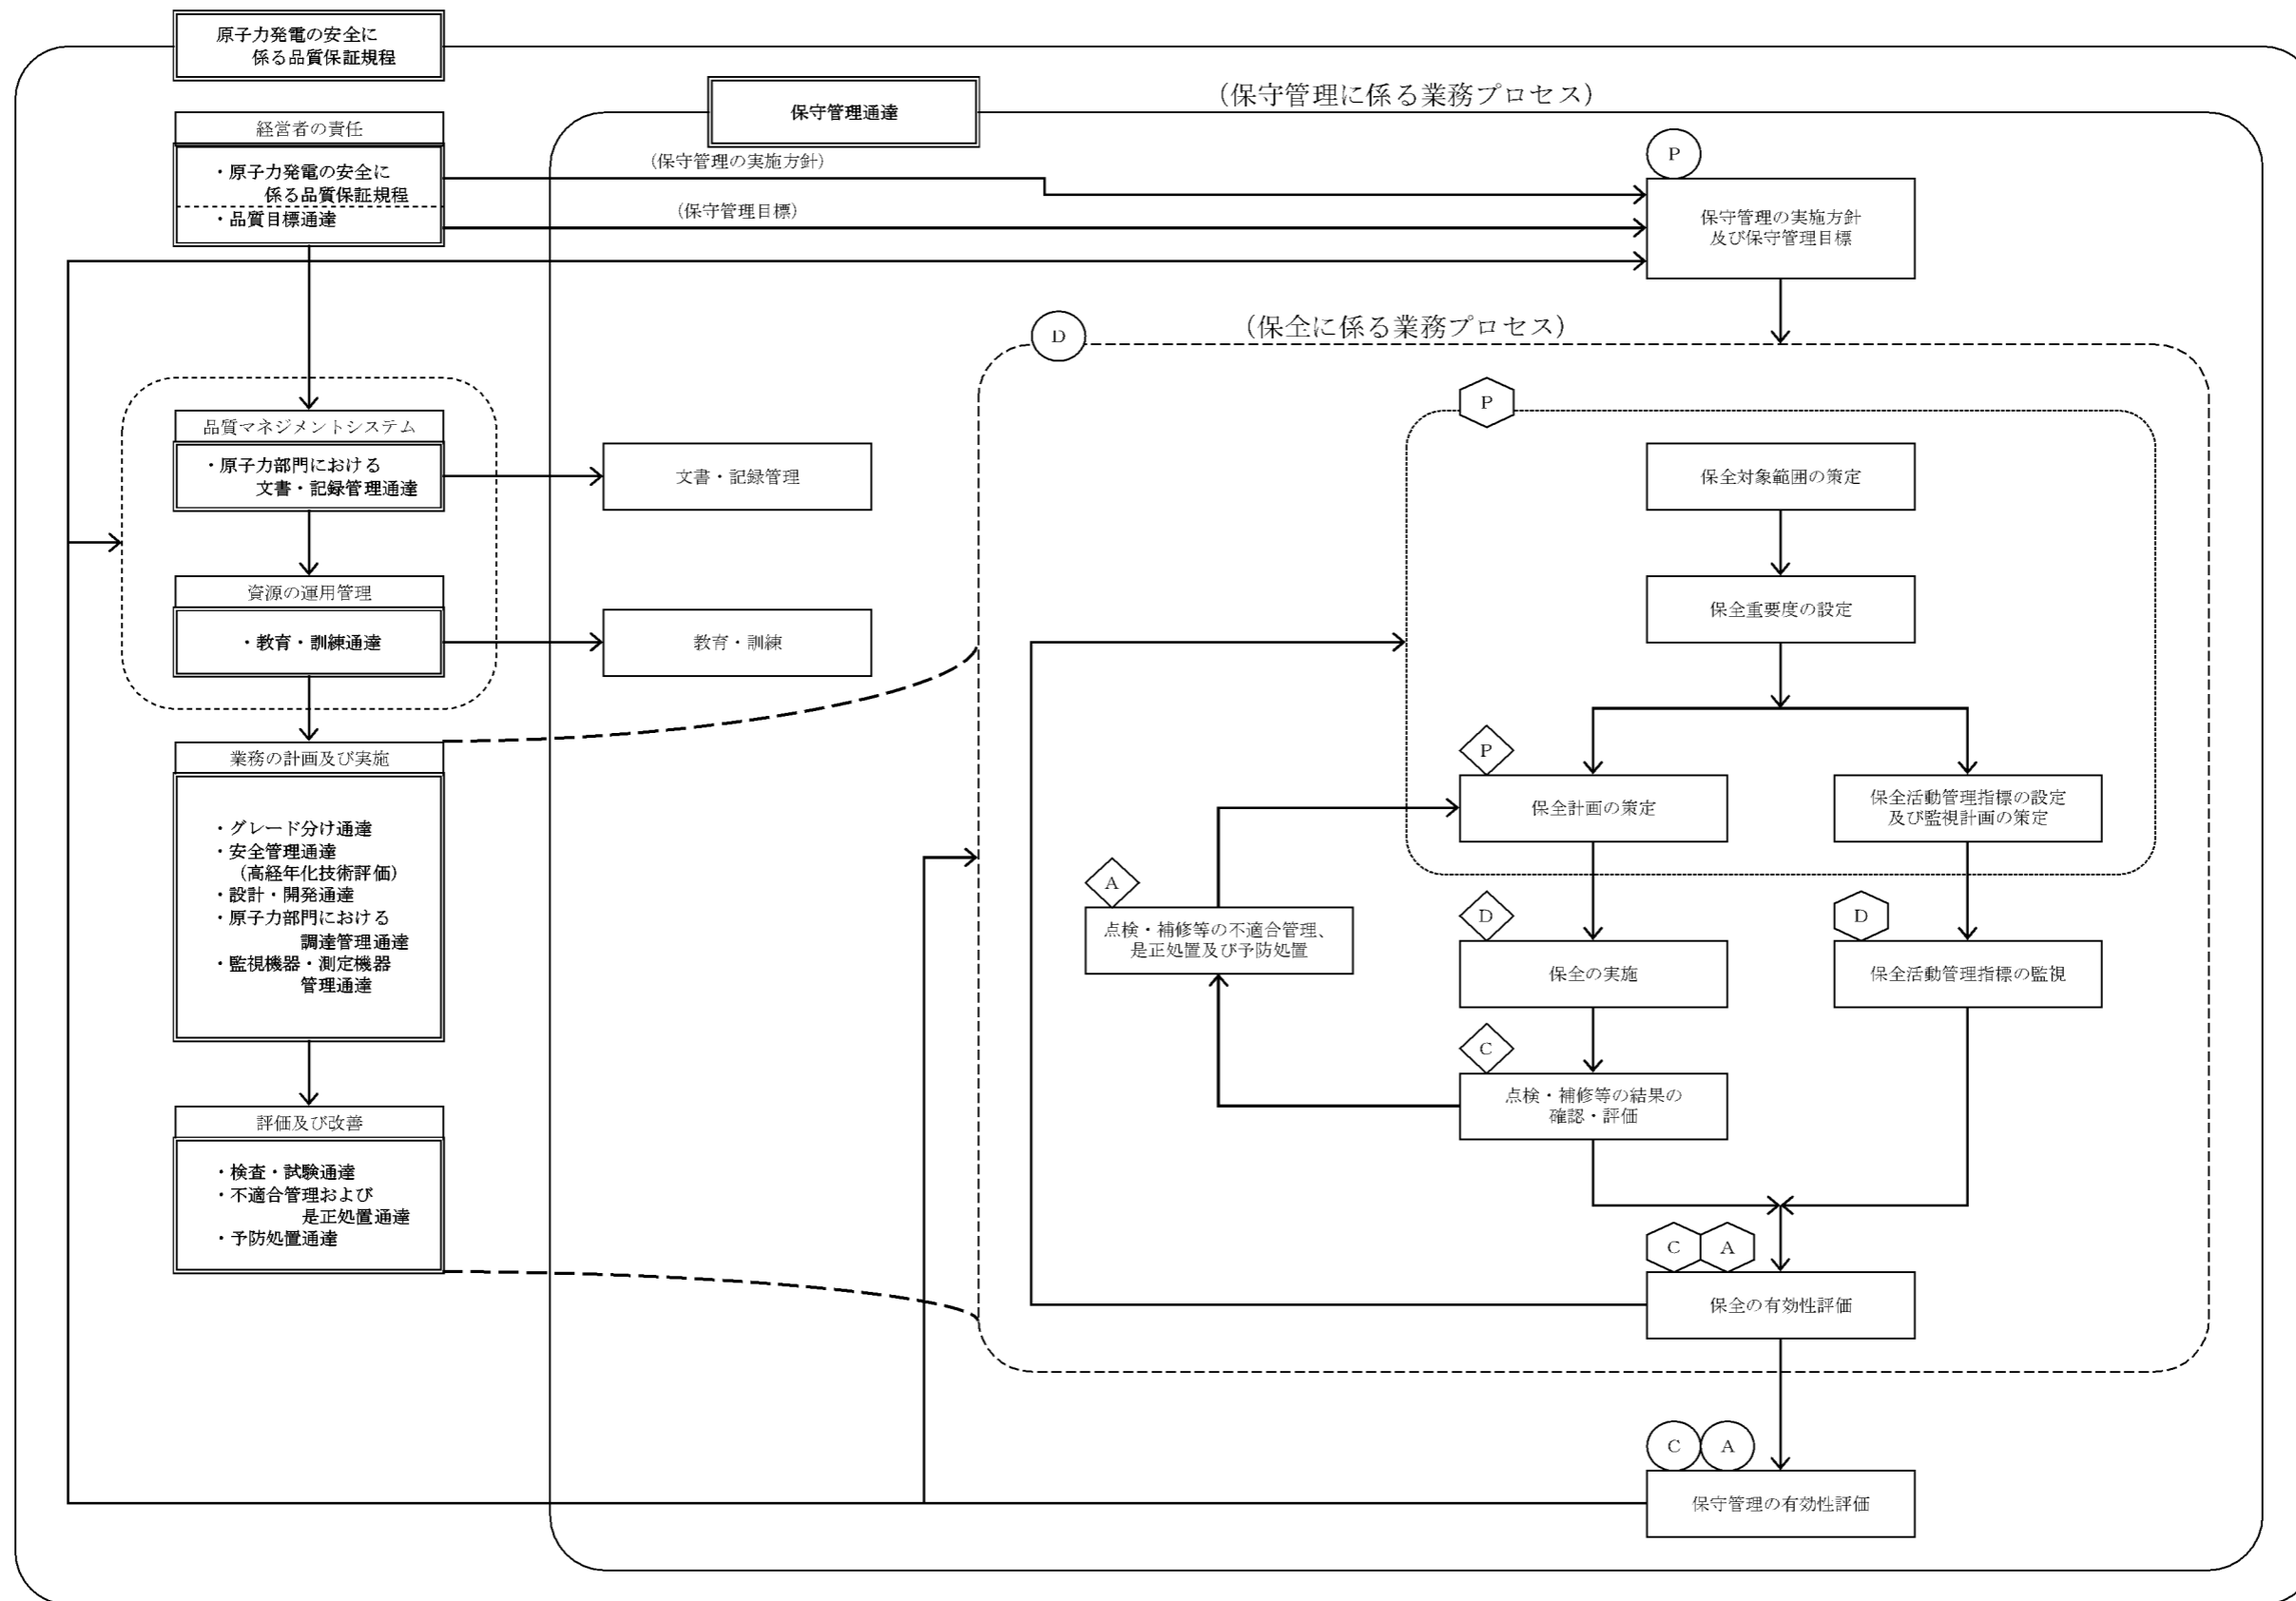 原子力発電の安全に
係る品質保証規程
保守管理通達
(保守管理に係る業務プロセス)
経営者の責任
・原子力発電の安全に
係る品質保証規程
・品質目標通達
(保守管理の実施方針)
(保守管理目標)
P
保守管理の実施方針
及び保守管理目標
D
(保全に係る業務プロセス)
品質マネジメントシステム
・原子力部門における
文書・記録管理通達
文書・記録管理
資源の運用管理
・教育・訓練通達
教育・訓練
業務の計画及び実施
・グレード分け通達
・安全管理通達
(高経年化技術評価)
・設計・開発通達
・原子力部門における
調達管理通達
・監視機器・測定機器
管理通達
評価及び改善
・検査・試験通達
・不適合管理および
是正処置通達
・予防処置通達
P
保全対象範囲の策定
保全重要度の設定
P
保全計画の策定
保全活動管理指標の設定
及び監視計画の策定
A
点検・補修等の不適合管理、
是正処置及び予防処置
D
保全の実施
D
保全活動管理指標の監視
C
点検・補修等の結果の
確認・評価
C A
保全の有効性評価
C A
保守管理の有効性評価